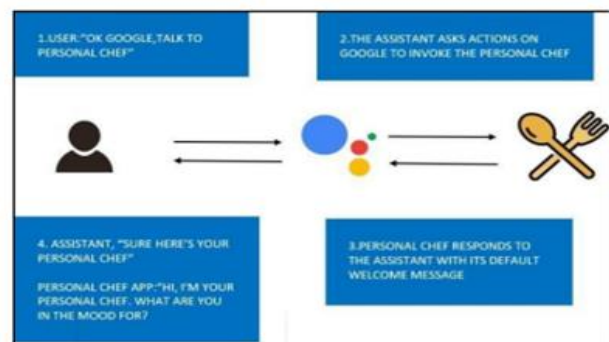 1.USER:"OK GOOGLE,TALK TO
PERSONAL CHEF"
2.THE ASSISTANT ASKS ACTIONS ON
GOOGLE TO INVOKE THE PERSONAL CHEF
4. ASSISTANT, "SURE HERE'S YOUR
PERSONAL CHEF"
PERSONAL CHEF APP:"HI, I'M YOUR
PERSONAL CHEF. WHAT ARE YOU
IN THE MOOD FOR?
3.PERSONAL CHEF RESPONDS TO
THE ASSISTANT WITH ITS DEFAULT
WELCOME MESSAGE